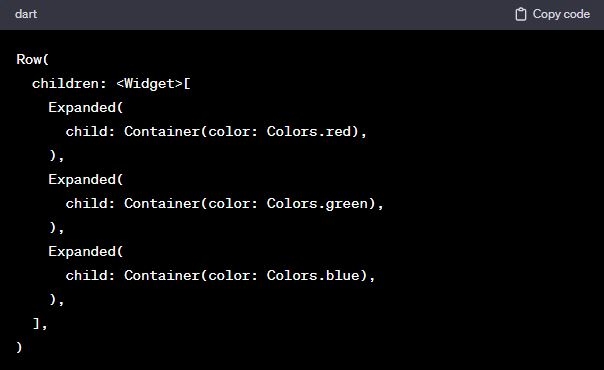 dart
Copy code
Row(
  children: <Widget>[
    Expanded(
      child: Container(color: Colors.red),
    ),
    Expanded(
      child: Container(color: Colors.green),
    ),
    Expanded(
      child: Container(color: Colors.blue),
    ),
  ],
)